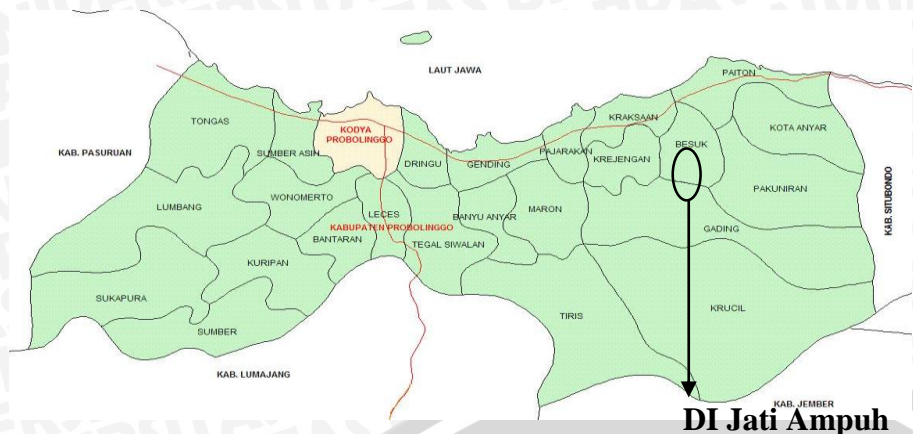 LAUT JAWA
PAITON
TONGAS
KRAKSAAN
KODYA
PROBOLINGGO
KOTA ANYAR
BESUK
KAB. PASURUAN
SUMBER ASIH
DRINGU
GENDING
PAJARAKAN
KREJENGAN
PAKUNIRAN
KAB. SITUBONDO
WONOMERTO
LUMBANG
LECES
BANYU ANYAR
MARON
KABUPATEN PROBOLINGGO
GADING
BANTARAN
TEGAL SIWALAN
KURIPAN
SUKAPURA
KRUCIL
TIRIS
SUMBER
KAB. LUMAJANG
KAB. JEMBER
DI Jati Ampuh